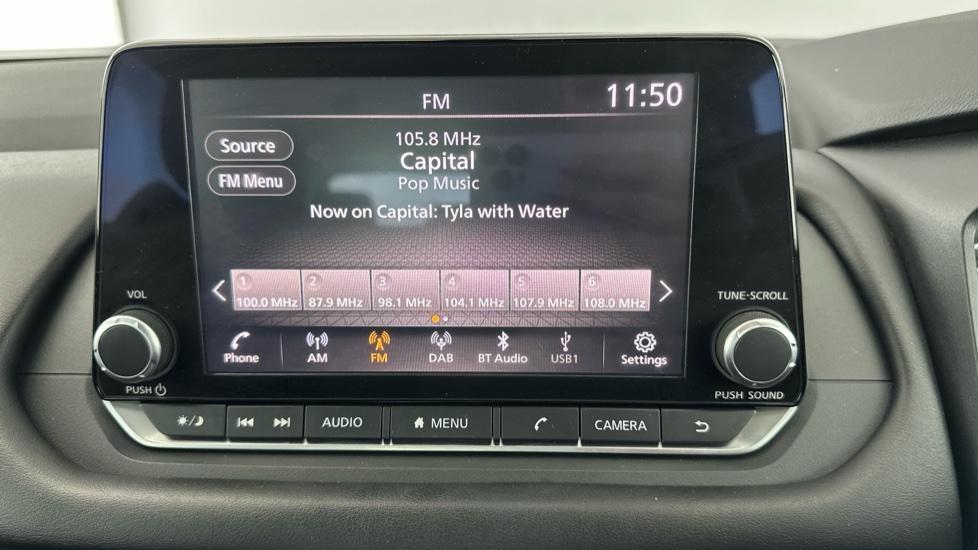 FM
11:50
Source
105.8 MHz
Capital
FM Menu
Pop Music
Now on Capital: Tyla with Water
1 2 3 4 5 6
100.0 MHz 87.9 MHz 98.1 MHz 104.1 MHz 107.9 MHz 108.0 MHz
VOL
TUNE·SCROLL
Phone AM FM DAB BT Audio USB1 Settings
PUSH
PUSH SOUND
AUDIO MENU CAMERA